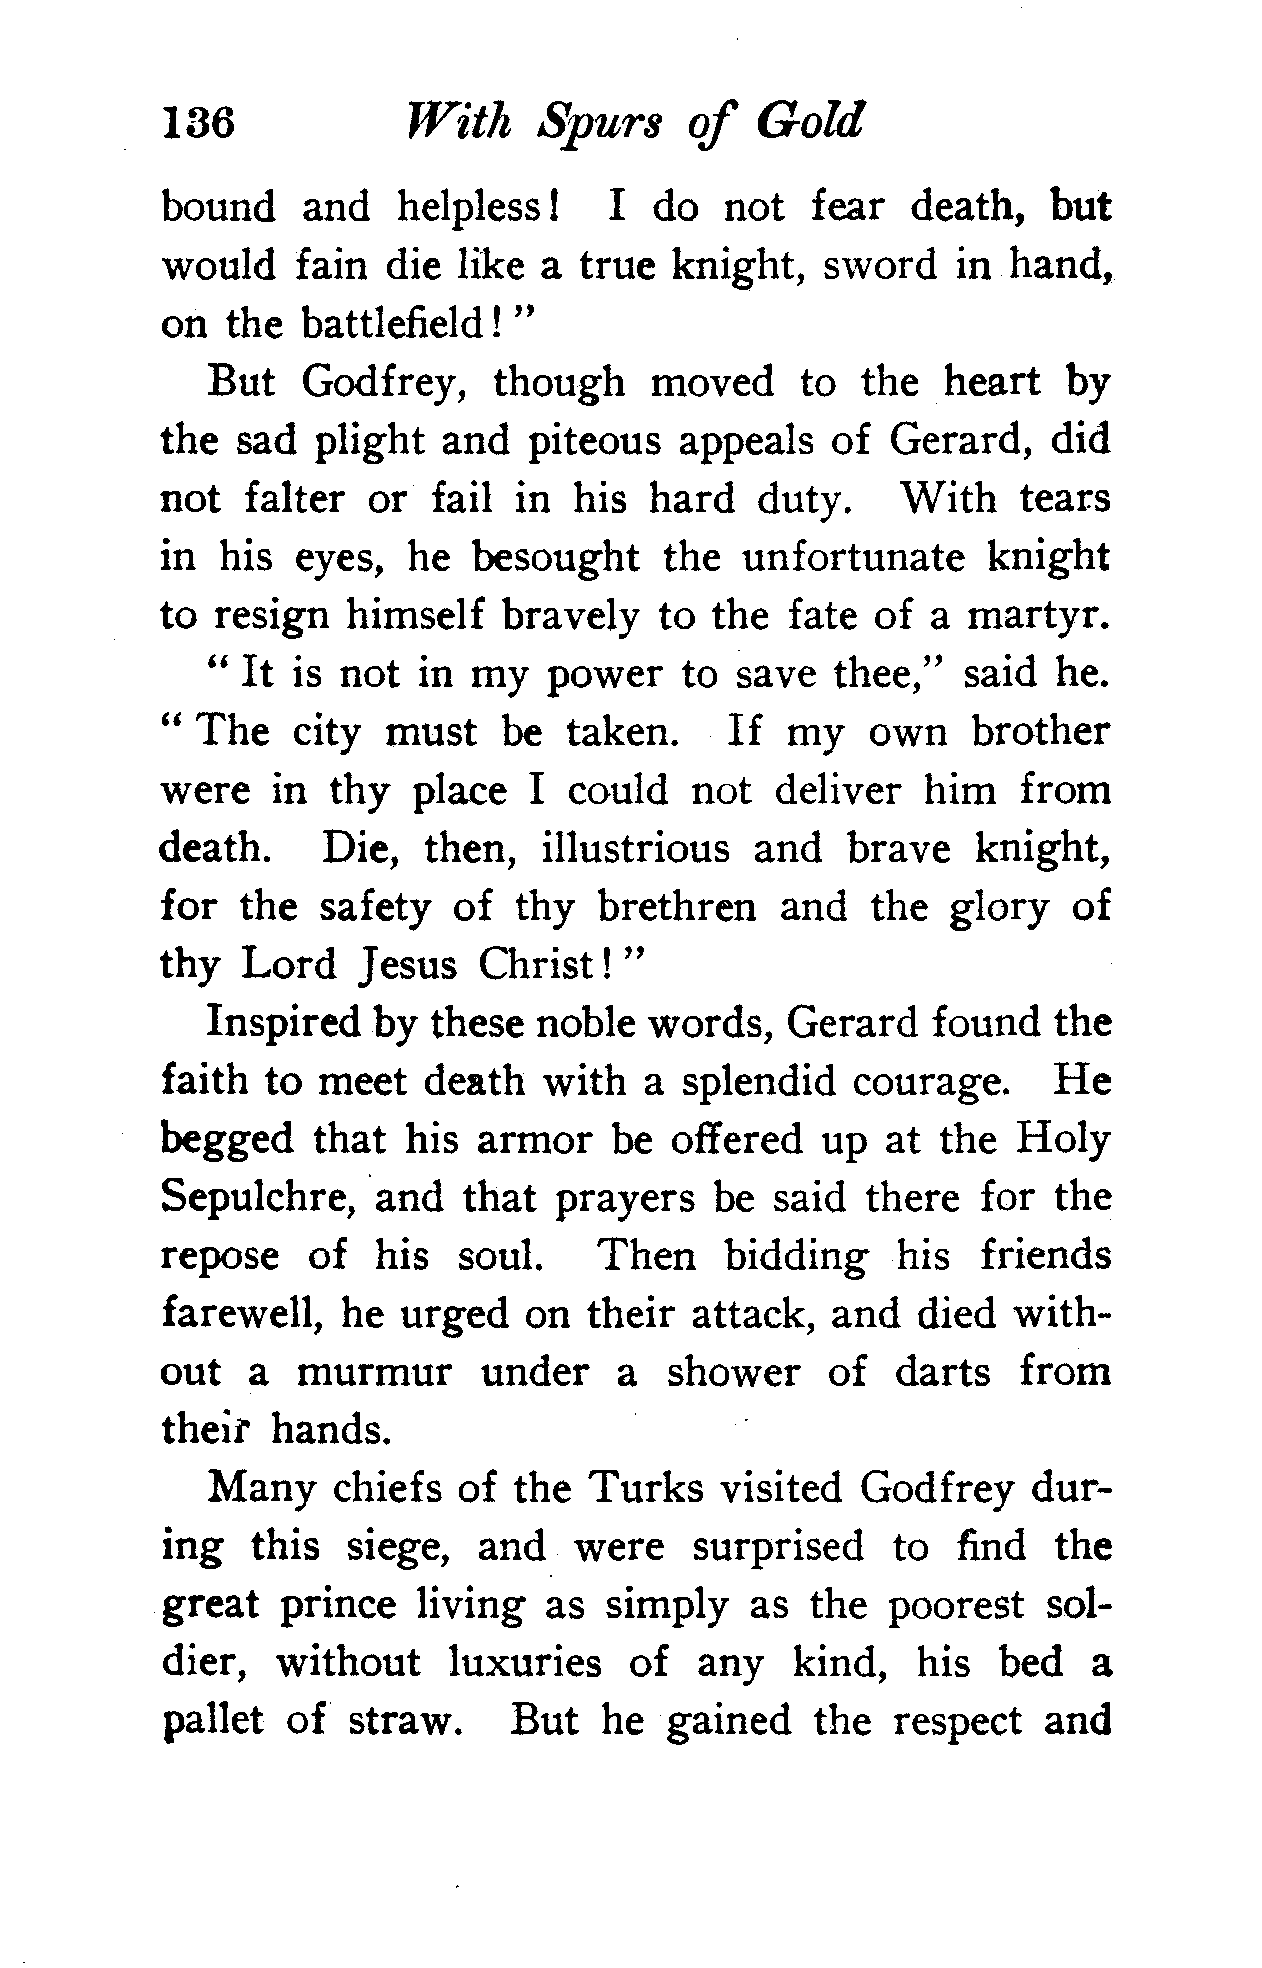 136 With Spurs of Gold
bound and helpless! I do not fear death, but
would fain die like a true knight, sword in hand,
on the battlefield!"
But Godfrey, though moved to the heart by
the sad plight and piteous appeals of Gerard, did
not falter or fail in his hard duty. With tears
in his eyes, he besought the unfortunate knight
to resign himself bravely to the fate of a martyr.
"It is not in my power to save thee," said he.
"The city must be taken. If my own brother
were in thy place I could not deliver him from
death. Die, then, illustrious and brave knight,
for the safety of thy brethren and the glory of
thy Lord Jesus Christ!"
Inspired by these noble words, Gerard found the
faith to meet death with a splendid courage. He
begged that his armor be offered up at the Holy
Sepulchre, and that prayers be said there for the
repose of his soul. Then bidding his friends
farewell, he urged on their attack, and died with-
out a murmur under a shower of darts from
their hands.
Many chiefs of the Turks visited Godfrey dur-
ing this siege, and were surprised to find the
great prince living as simply as the poorest sol-
dier, without luxuries of any kind, his bed a
pallet of straw. But he gained the respect and